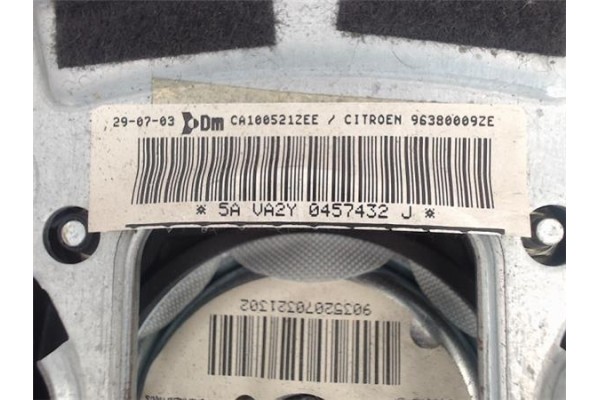 29-07-03 Dm CA100521ZEE / CITROEN 96380009ZE
* 5A VA2Y 0457432 J *
90352070321302